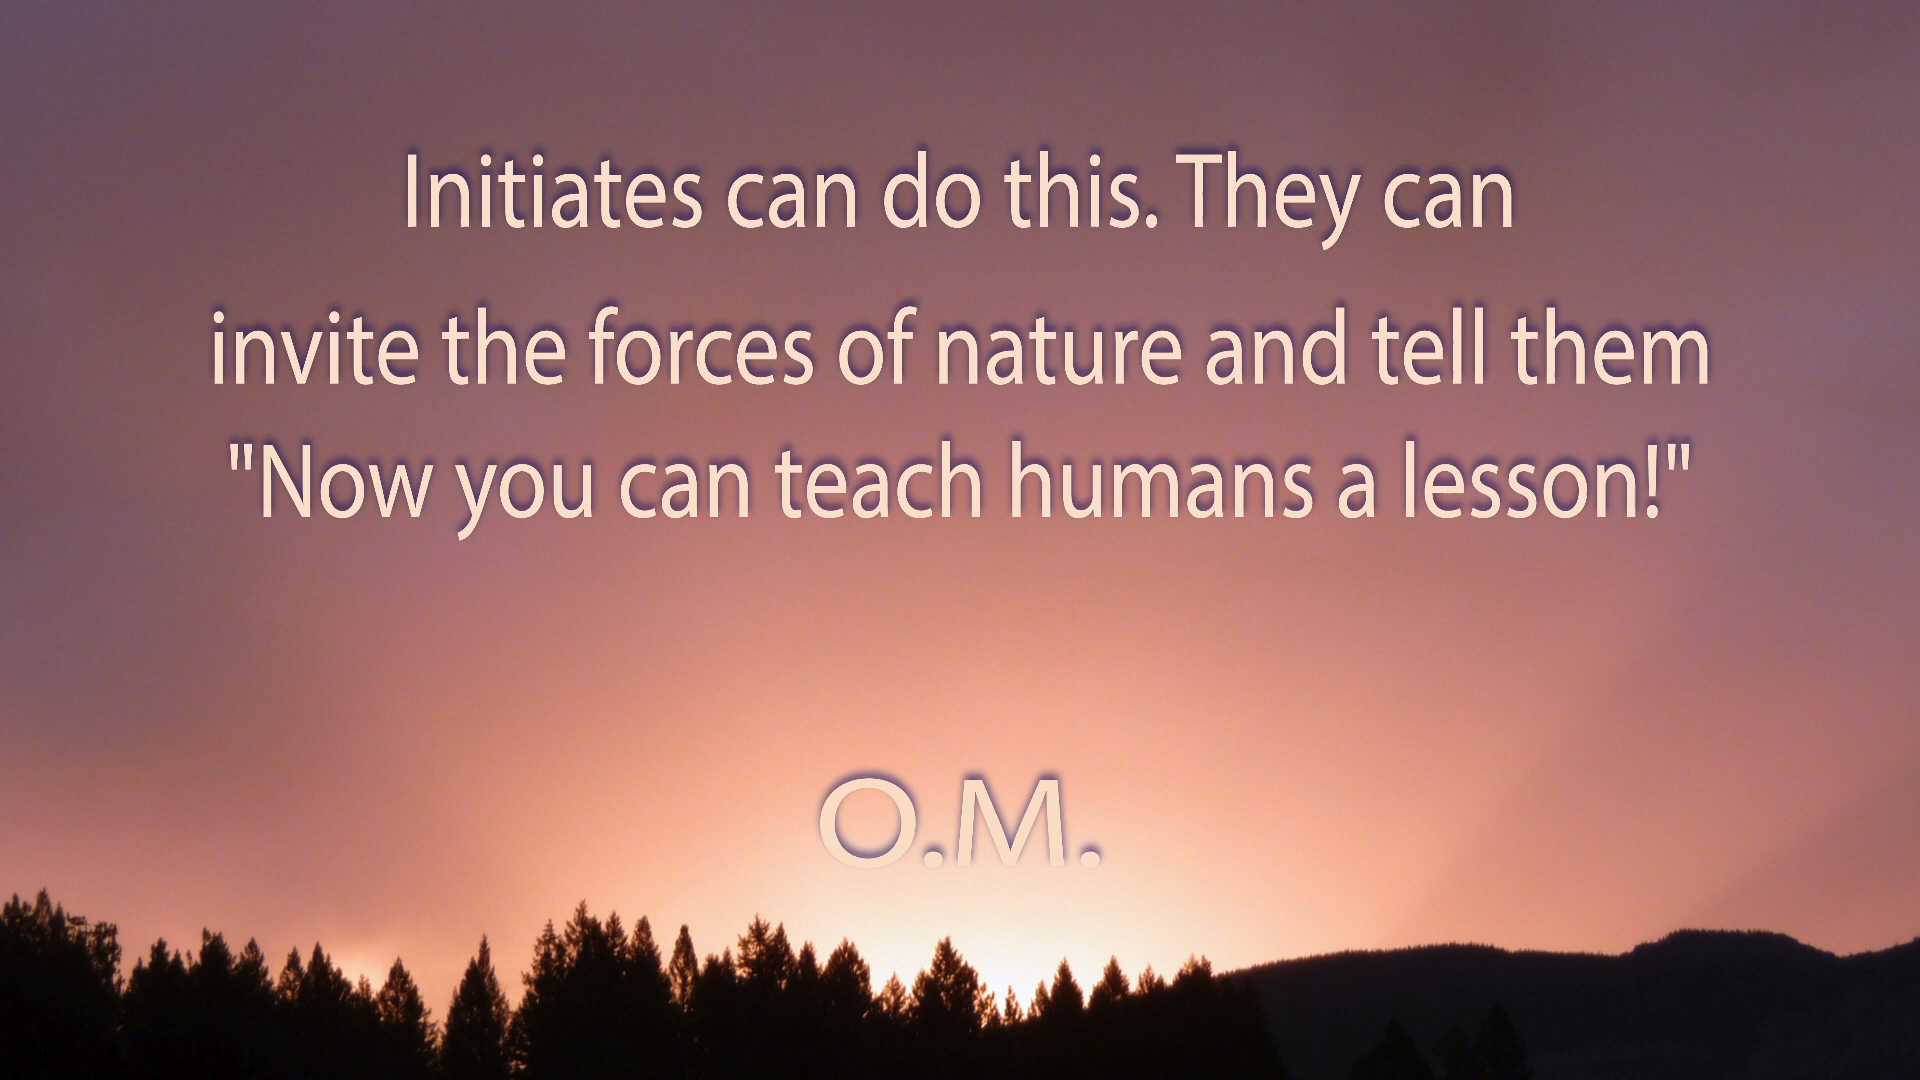 Initiates can do this. They can
invite the forces of nature and tell them
"Now you can teach humans a lesson!"
O.M.